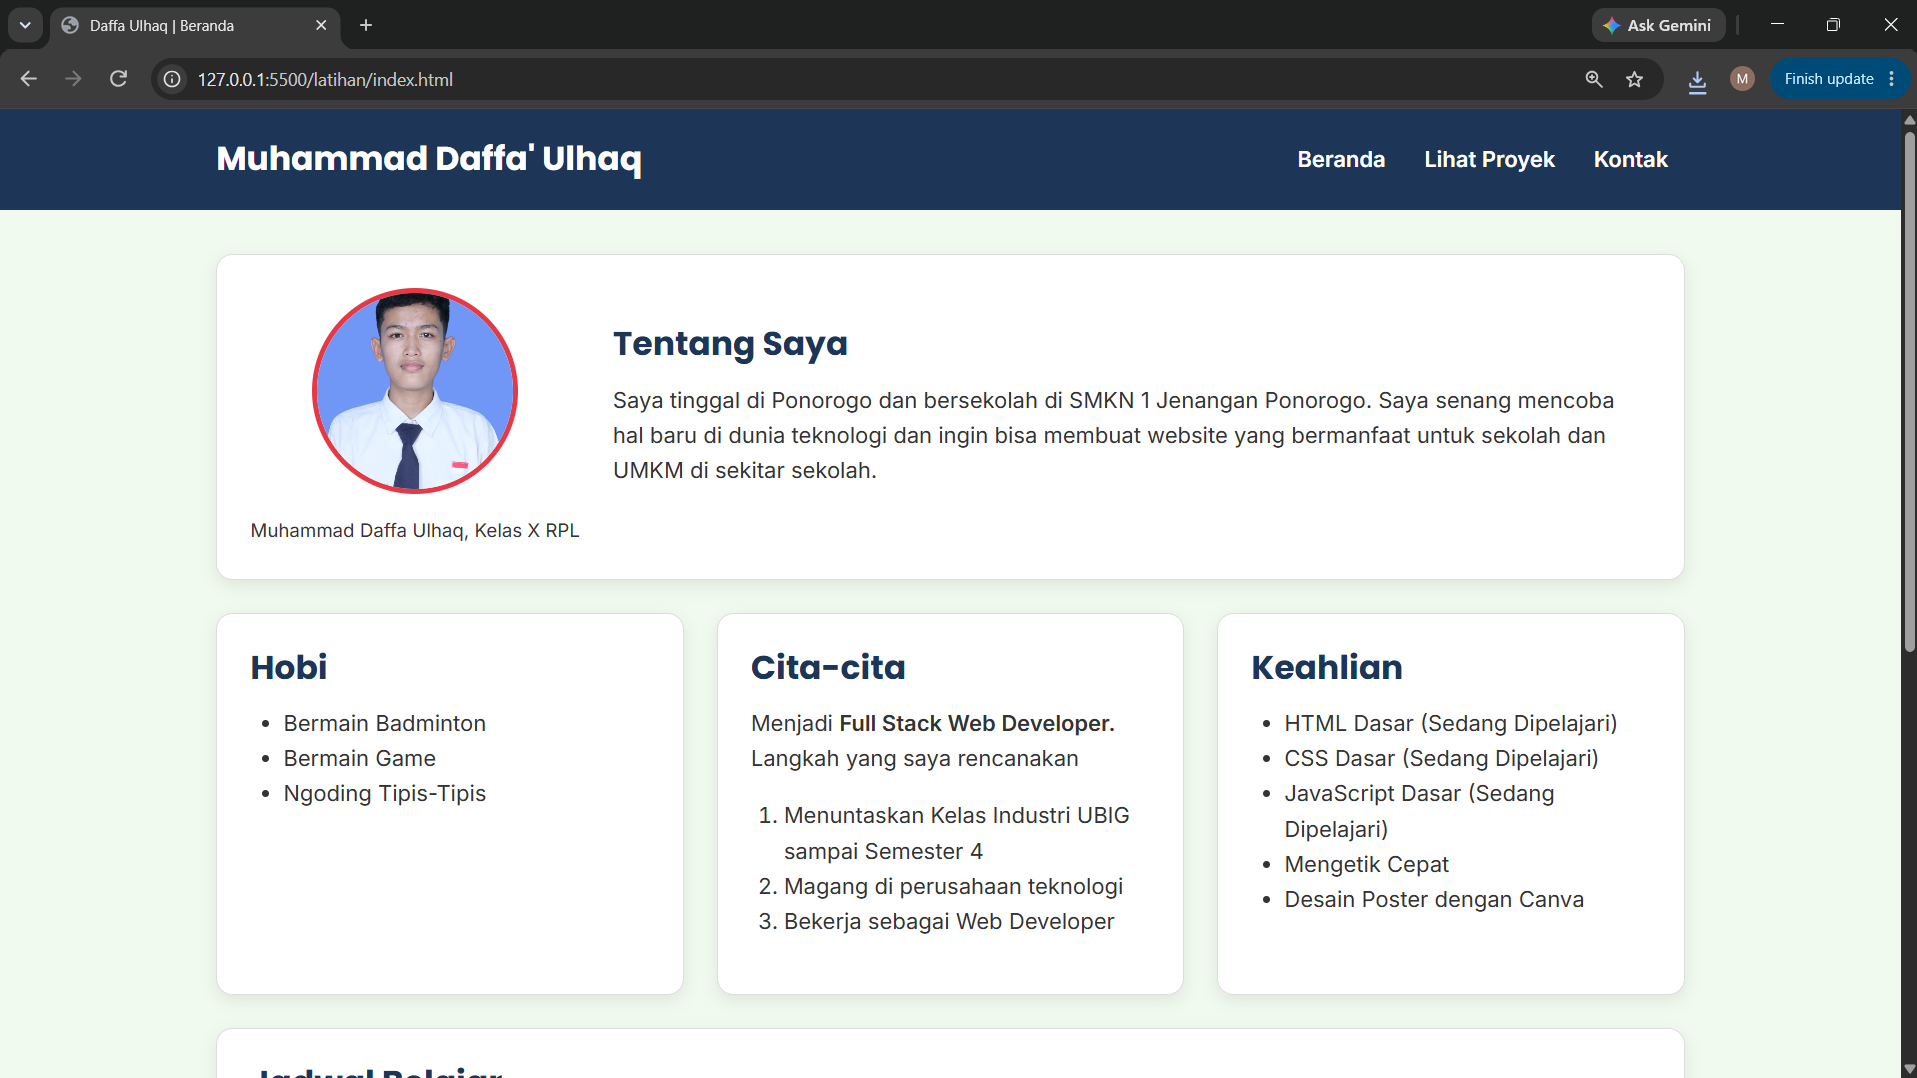 Daffa Ulhaq | Beranda
Ask Gemini
127.0.0.1:5500/latihan/index.html
M
Finish update
Muhammad Daffa' Ulhaq
Beranda Lihat Proyek Kontak
Tentang Saya
Saya tinggal di Ponorogo dan bersekolah di SMKN 1 Jenangan Ponorogo. Saya senang mencoba
hal baru di dunia teknologi dan ingin bisa membuat website yang bermanfaat untuk sekolah dan
UMKM di sekitar sekolah.
Muhammad Daffa Ulhaq, Kelas X RPL
Hobi
• Bermain Badminton
• Bermain Game
• Ngoding Tipis-Tipis
Cita-cita
Menjadi Full Stack Web Developer.
Langkah yang saya rencanakan
1. Menuntaskan Kelas Industri UBIG
sampai Semester 4
2. Magang di perusahaan teknologi
3. Bekerja sebagai Web Developer
Keahlian
• HTML Dasar (Sedang Dipelajari)
• CSS Dasar (Sedang Dipelajari)
• JavaScript Dasar (Sedang
Dipelajari)
• Mengetik Cepat
• Desain Poster dengan Canva
Jadwal Belajar